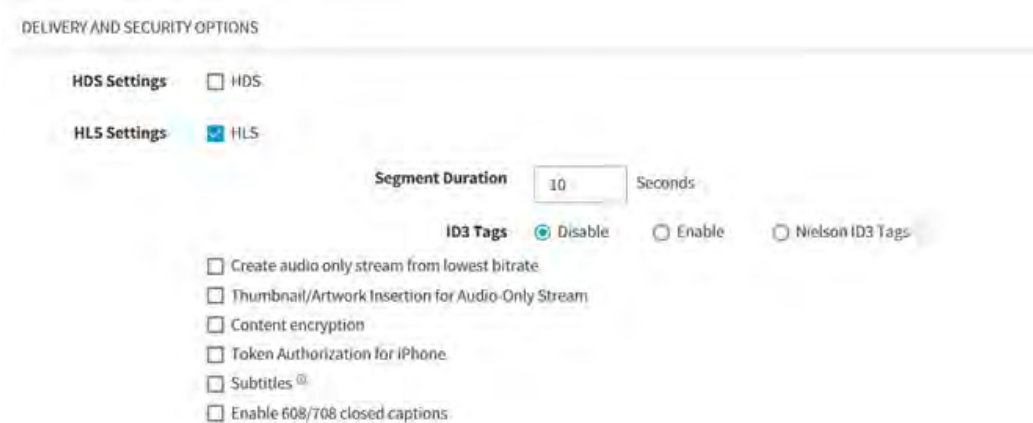 DELIVERY AND SECURITY OPTIONS
HDS Settings HDS
HLS Settings HLS
Segment Duration 10 Seconds
ID3 Tags Disable Enable Nielson ID3 Tags
Create audio only stream from lowest bitrate
Thumbnail/Artwork Insertion for Audio-Only Stream
Content encryption
Token Authorization for iPhone
Subtitles
Enable 608/708 closed captions